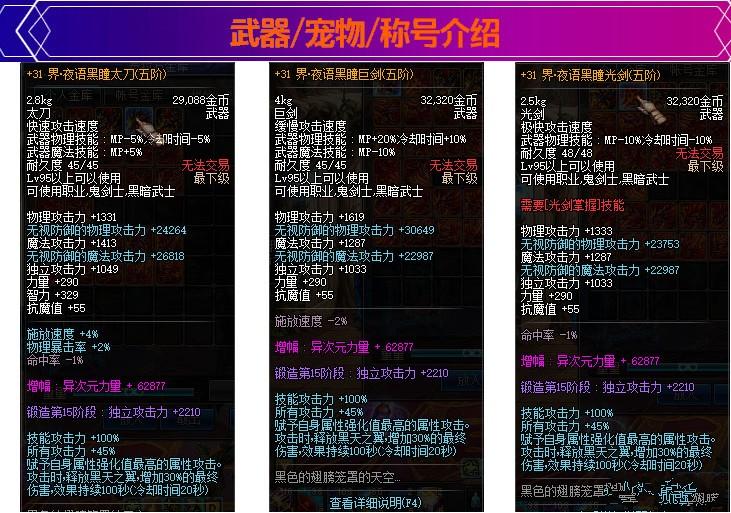 武器/宠物/称号介绍
+31 界·夜语黑瞳太刀(五阶)
2.8kg 29,088金币
太刀 武器
快速攻击速度
武器物理技能：MP-5%,冷却时间-5%
武器魔法技能：MP+5%
耐久度 45/45 无法交易
Lv95以上可以使用 最下级
可使用职业,鬼剑士,黑暗武士
物理攻击力 +1331
无视防御的物理攻击力 +24264
魔法攻击力 +1413
无视防御的魔法攻击力 +26818
独立攻击力 +1049
力量 +290
智力 +329
抗魔值 +55
施放速度 +4%
物理暴击率 +2%
命中率 -1%
增幅：异次元力量 + 62877
锻造第15阶段：独立攻击力 +2210
技能攻击力 +100%
所有攻击力 +45%
赋予自身属性强化值最高的属性攻击。
攻击时,释放黑天之翼,增加30%的最终
伤害,效果持续100秒(冷却时间20秒)
+31 界·夜语黑瞳巨剑(五阶)
4kg 32,320金币
巨剑 武器
缓慢攻击速度
武器物理技能：MP+20%冷却时间+10%
武器魔法技能：MP-10%
耐久度 45/45 无法交易
Lv95以上可以使用 最下级
可使用职业,鬼剑士,黑暗武士
物理攻击力 +1619
无视防御的物理攻击力 +30649
魔法攻击力 +1287
无视防御的魔法攻击力 +22987
独立攻击力 +1033
力量 +290
抗魔值 +55
施放速度 -2%
增幅：异次元力量 + 62877
锻造第15阶段：独立攻击力 +2210
技能攻击力 +100%
所有攻击力 +45%
赋予自身属性强化值最高的属性攻击。
攻击时,释放黑天之翼,增加30%的最终
伤害,效果持续100秒(冷却时间20秒)
黑色的翅膀笼罩的天空...
查看详细说明(F4)
+31 界·夜语黑瞳光剑(五阶)
2.5kg 32,320金币
光剑 武器
极快攻击速度
武器物理技能：MP-10%冷却时间-10%
耐久度 48/48 无法交易
Lv95以上可以使用 最下级
可使用职业,鬼剑士,黑暗武士
需要[光剑掌握]技能
物理攻击力 +1333
无视防御的物理攻击力 +23753
魔法攻击力 +1287
无视防御的魔法攻击力 +22987
独立攻击力 +1033
力量 +290
抗魔值 +55
命中率 -1%
增幅：异次元力量 + 62877
锻造第15阶段：独立攻击力 +2210
技能攻击力 +100%
所有攻击力 +45%
赋予自身属性强化值最高的属性攻击。
攻击时,释放黑天之翼,增加30%的最终
伤害,效果持续100秒(冷却时间20秒)
黑色的翅膀笼罩